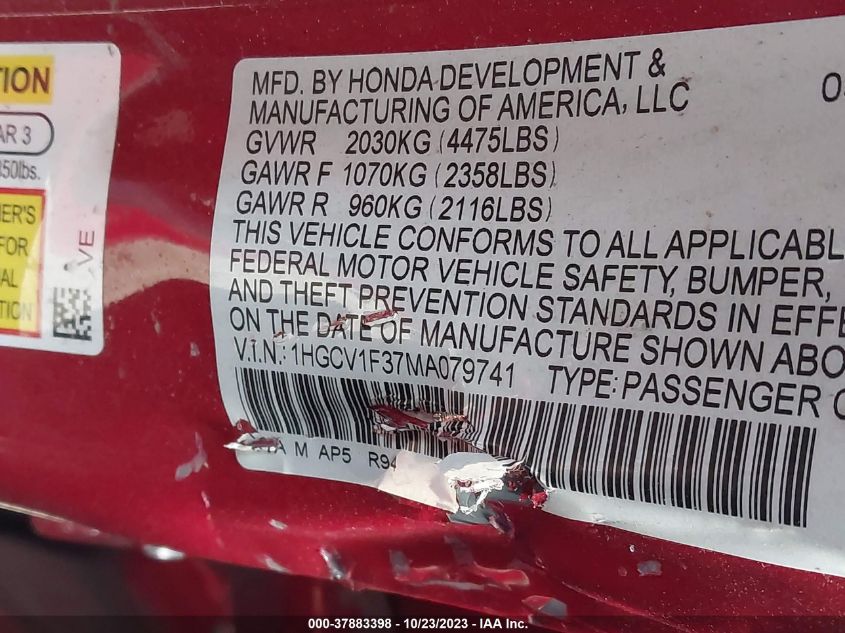 TION
AR 3
850lbs.
ER'S
FOR
AL
TION
VE
MFD. BY HONDA DEVELOPMENT &
MANUFACTURING OF AMERICA, LLC
GVWR 2030KG (4475LBS)
GAWR F 1070KG (2358LBS)
GAWR R 960KG (2116LBS)
THIS VEHICLE CONFORMS TO ALL APPLICABL
FEDERAL MOTOR VEHICLE SAFETY, BUMPER,
AND THEFT PREVENTION STANDARDS IN EFFE
ON THE DATE OF MANUFACTURE SHOWN ABO
V.I.N.: 1HGCV1F37MA079741 TYPE: PASSENGER C
M AP5 R94
000-37883398 - 10/23/2023 - IAA Inc.